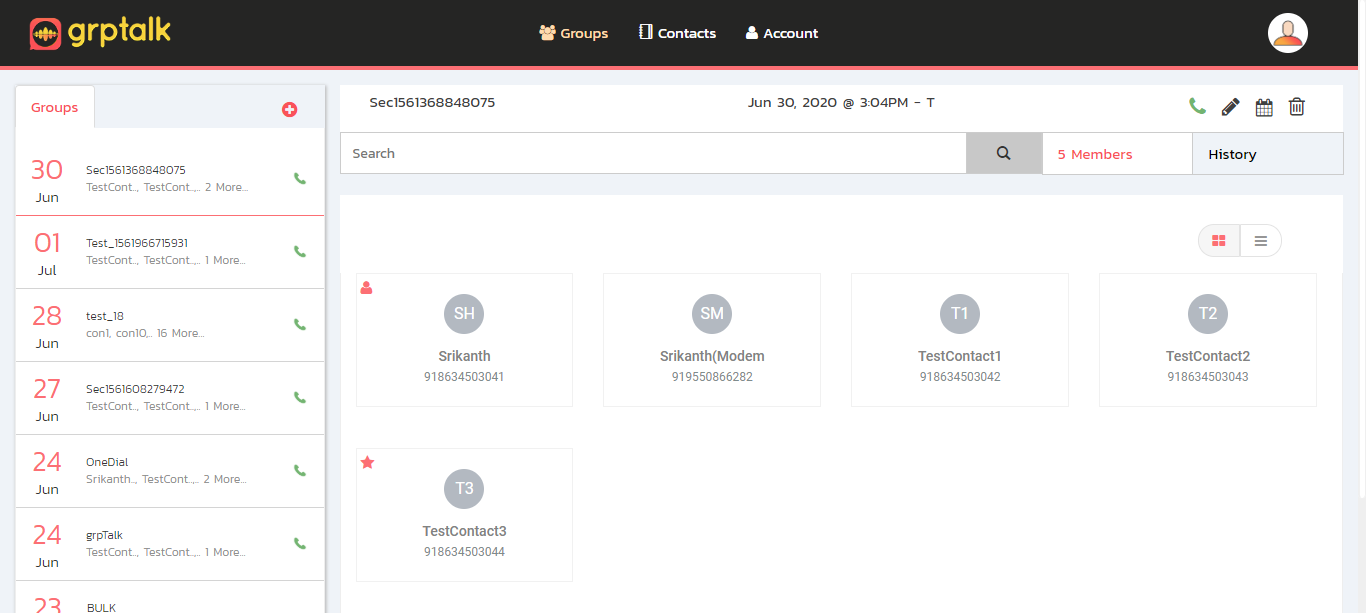 grptalk
Groups
Contacts
Account
Groups
30
Jun
Sec1561368848075
TestCont.., TestCont..,.. 2 More...
01
Jul
Test_1561966715931
TestCont.., TestCont..,.. 1 More...
28
Jun
test_18
con1, con10,.. 16 More...
27
Jun
Sec1561608279472
TestCont.., TestCont..,.. 1 More...
24
Jun
OneDial
Srikanth.., TestCont..,.. 2 More...
24
Jun
grpTalk
TestCont.., TestCont..,.. 1 More...
23
BULK
Sec1561368848075
Jun 30, 2020 @ 3:04PM - T
Search
5 Members
History
SH
Srikanth
918634503041
SM
Srikanth(Modem
919550866282
T1
TestContact1
918634503042
T2
TestContact2
918634503043
T3
TestContact3
918634503044